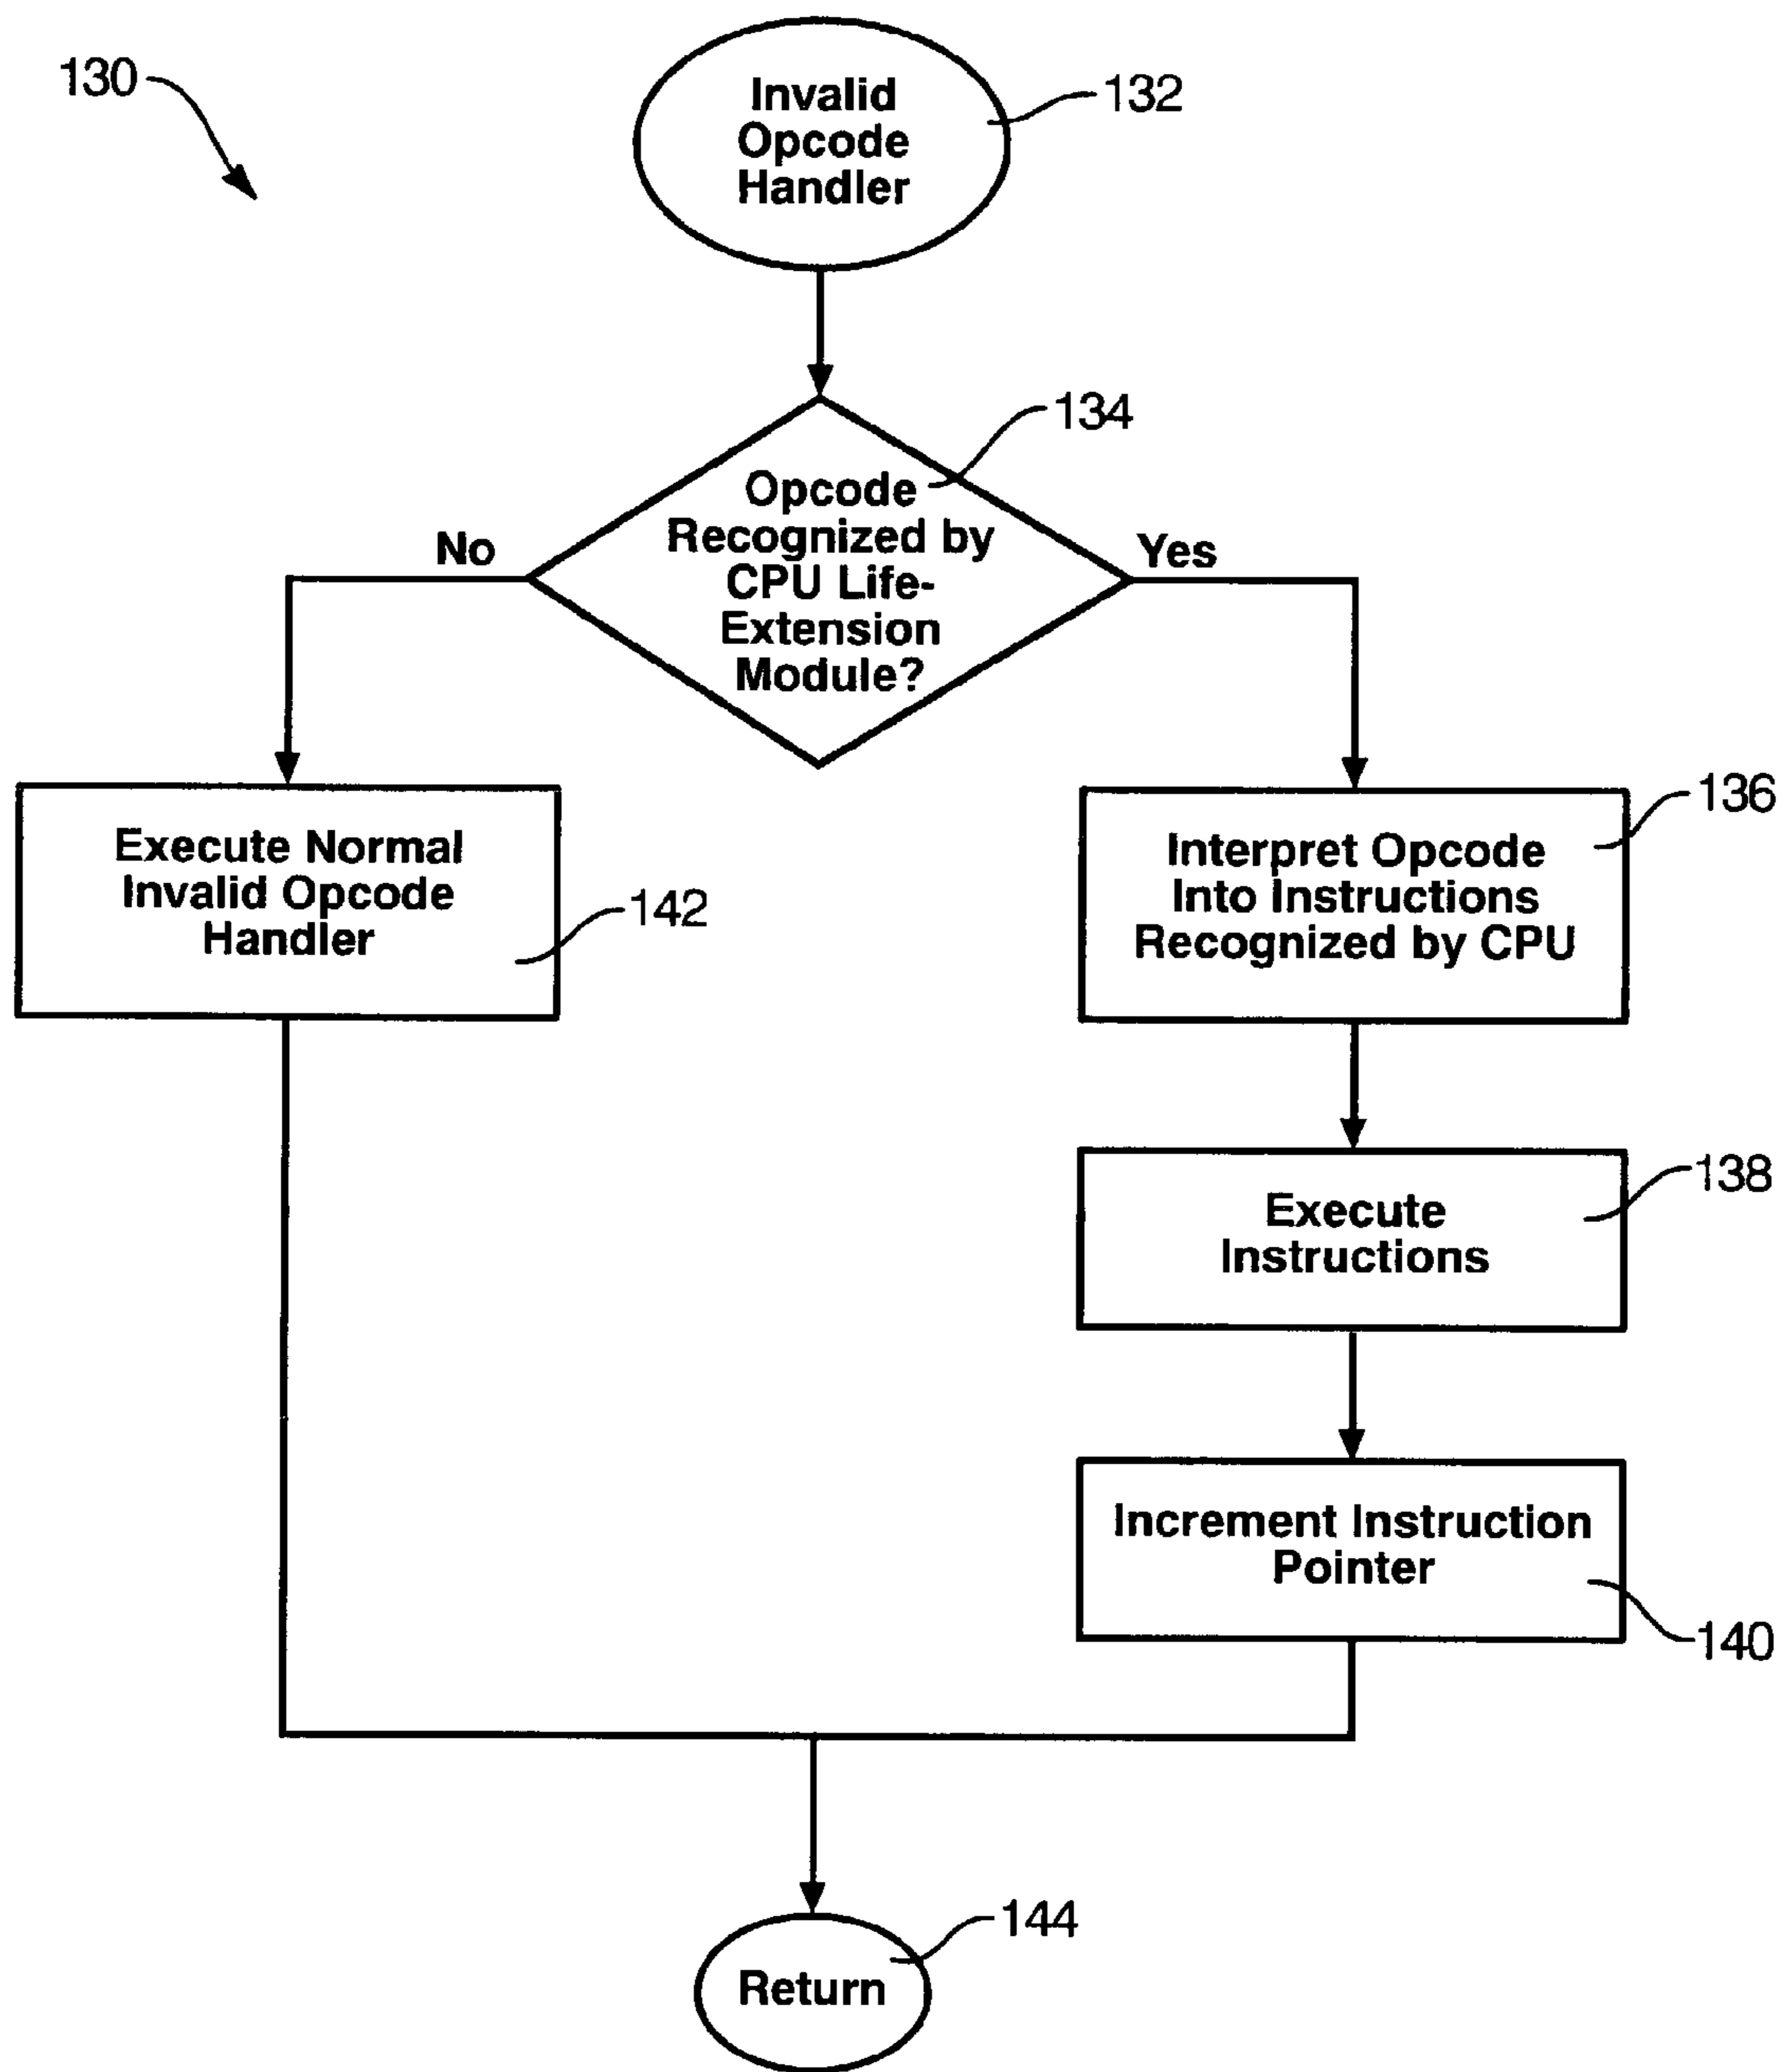 130
Invalid
Opcode
Handler
132
134
Opcode
Recognized by
CPU Life-
Extension
Module?
No
Yes
Execute Normal
Invalid Opcode
Handler
142
136
Interpret Opcode
Into Instructions
Recognized by CPU
138
Execute
Instructions
Increment Instruction
Pointer
140
144
Return